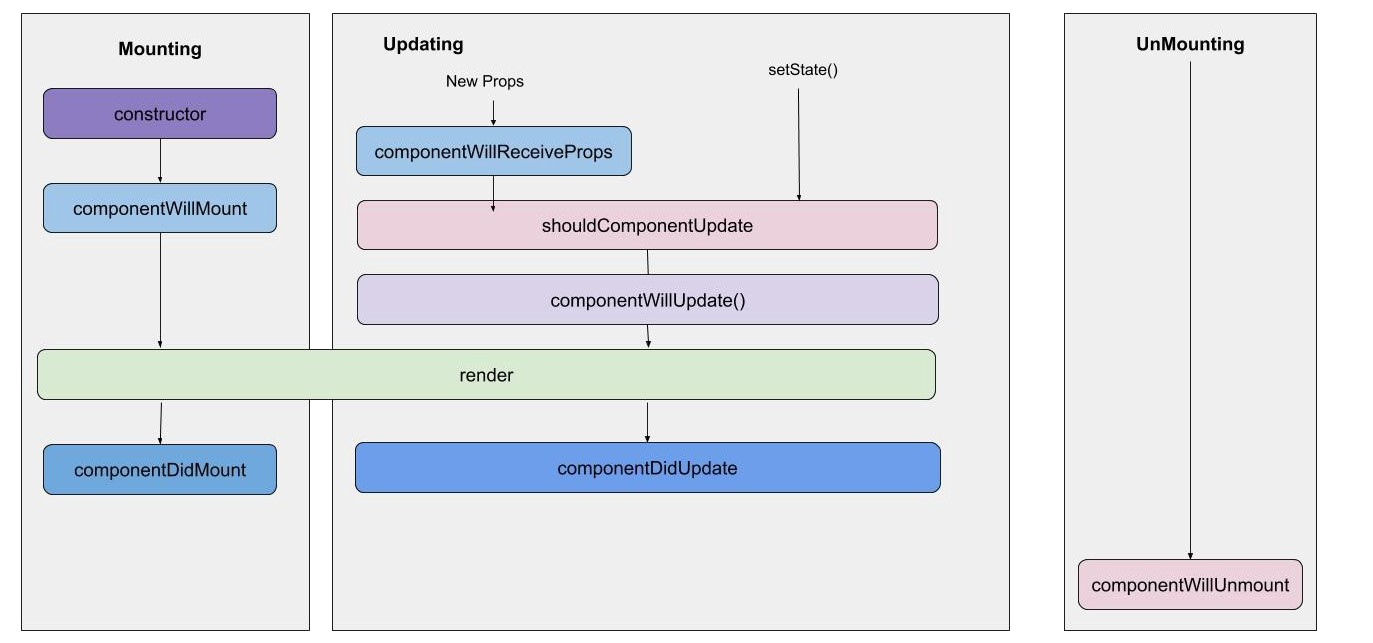 Mounting
constructor
componentWillMount
render
componentDidMount
Updating
New Props
setState()
componentWillReceiveProps
shouldComponentUpdate
componentWillUpdate()
componentDidUpdate
UnMounting
componentWillUnmount